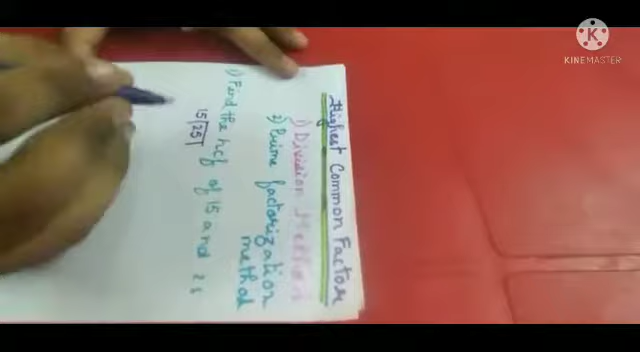 Highest Common Factor
1) Division Method
2) Prime factorization method
1) Find the hcf of 15 and 25
15 25
KINEMASTER